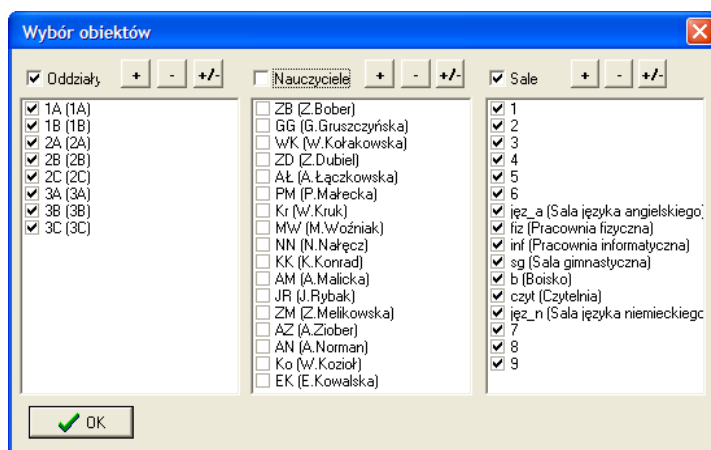 Wybór obiektów
Oddziały + - +/-
1A (1A)
1B (1B)
2A (2A)
2B (2B)
2C (2C)
3A (3A)
3B (3B)
3C (3C)
Nauczyciele + - +/-
ZB (Z.Bober)
GG (G.Gruszczyńska)
WK (W.Kołakowska)
ZD (Z.Dubiel)
AŁ (A.Łączkowska)
PM (P.Małecka)
Kr (W.Kruk)
MW (M.Woźniak)
NN (N.Nałęcz)
KK (K.Konrad)
AM (A.Malicka)
JR (J.Rybak)
ZM (Z.Melikowska)
AZ (A.Ziober)
AN (A.Norman)
Ko (W.Kozioł)
EK (E.Kowalska)
Sale + - +/-
1
2
3
4
5
6
jęz_a (Sala języka angielskiego)
fiz (Pracownia fizyczna)
inf (Pracownia informatyczna)
sg (Sala gimnastyczna)
b (Boisko)
czyt (Czytelnia)
jęz_n (Sala języka niemieckiegc
7
8
9
OK